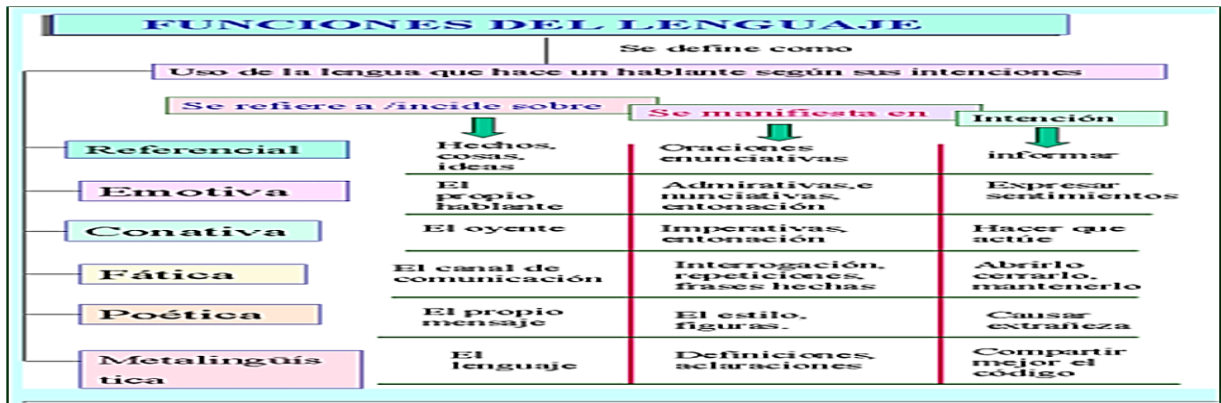 FUNCIONES DEL LENGUAJE
Se define como
Uso de la lengua que hace un hablante según sus intenciones
Se refiere a /incide sobre
Se manifiesta en
Intención
Referencial
Hechos,
cosas,
ideas
Oraciones
enunciativas
informar
Emotiva
El
propio
hablante
Admirativas,e
nunciativas,
entonación
Expresar
sentimientos
Conativa
El oyente
Imperativas,
entonación
Hacer que
actúe
Fática
El canal de
comunicación
Interrogación,
repeticiones,
frases hechas
Abrirlo
cerrarlo,
mantenerlo
Poética
El propio
mensaje
El estilo,
figuras.
Causar
extrañeza
Metalingüís
tica
El
lenguaje
Definiciones,
aclaraciones
Compartir
mejor el
código